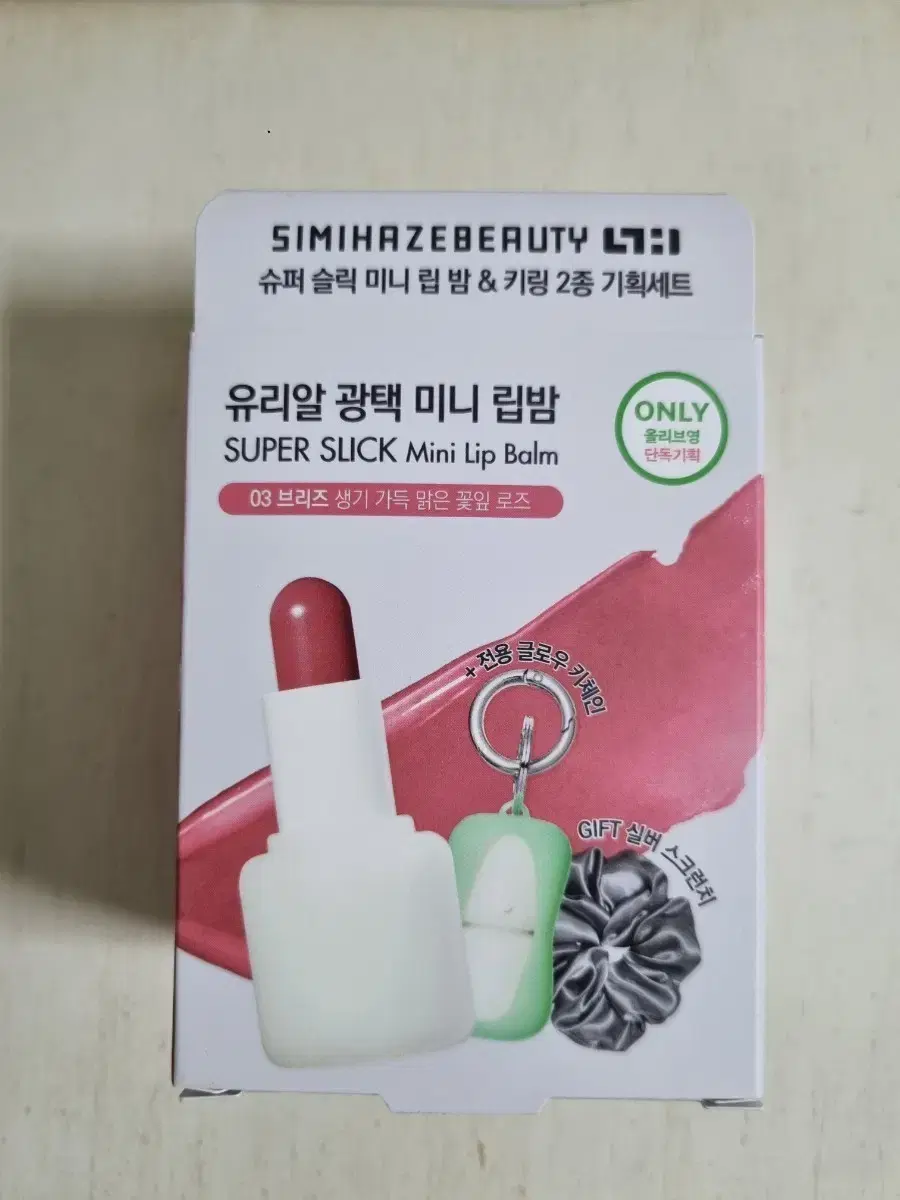 SIMIHAZEBEAUTY
슈퍼 슬릭 미니 립 밤 & 키링 2종 기획세트
유리알 광택 미니 립밤
SUPER SLICK Mini Lip Balm
03 브리즈 생기 가득 맑은 꽃잎 로즈
ONLY
올리브영
단독기획
+ 전용 글로우 키체인
GIFT 실버 스크런치